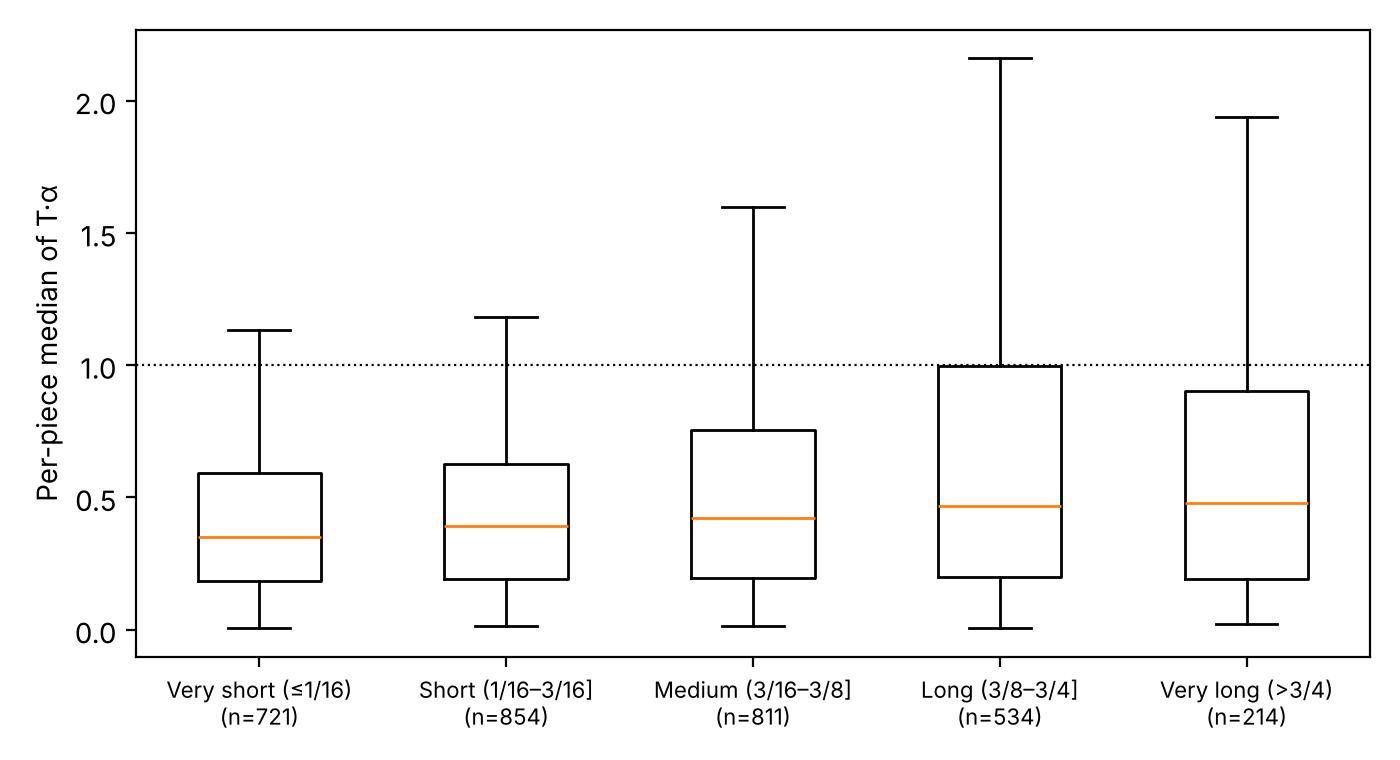 Per-piece median of T·α
2.0
1.5
1.0
0.5
0.0
Very short (≤1/16)
(n=721)
Short (1/16–3/16]
(n=854)
Medium (3/16–3/8]
(n=811)
Long (3/8–3/4]
(n=534)
Very long (>3/4)
(n=214)